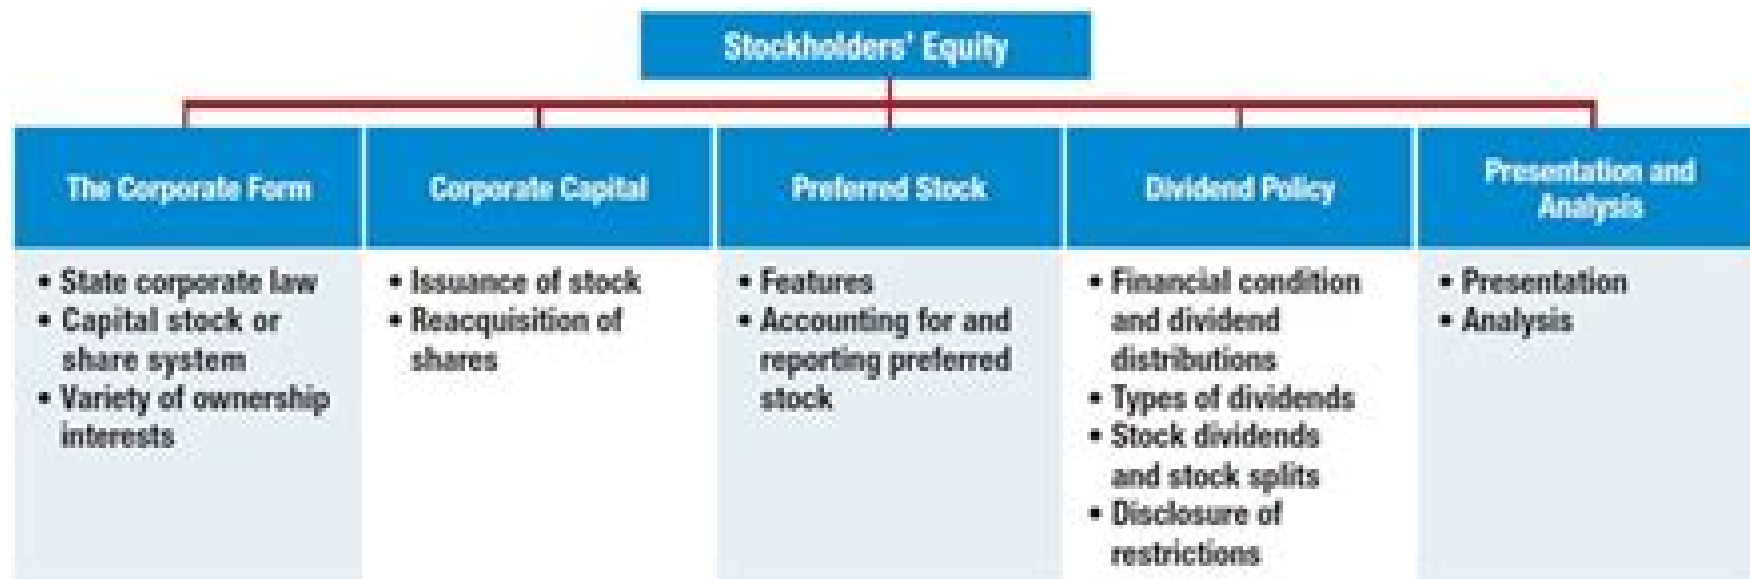 Stockholders' Equity
The Corporate Form
• State corporate law
• Capital stock or
share system
• Variety of ownership
interests
Corporate Capital
• Issuance of stock
• Reacquisition of
shares
Preferred Stock
• Features
• Accounting for and
reporting preferred
stock
Dividend Policy
• Financial condition
and dividend
distributions
• Types of dividends
• Stock dividends
and stock splits
• Disclosure of
restrictions
Presentation and
Analysis
• Presentation
• Analysis